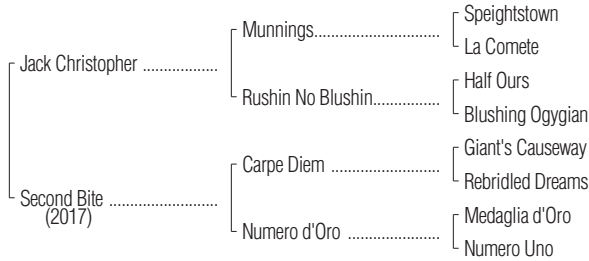 Speightstown
Munnings
La Comete
Jack Christopher
Half Ours
Rushin No Blushin
Blushing Ogygian
Giant's Causeway
Carpe Diem
Rebridled Dreams
Second Bite
(2017)
Medaglia d'Oro
Numero d'Oro
Numero Uno